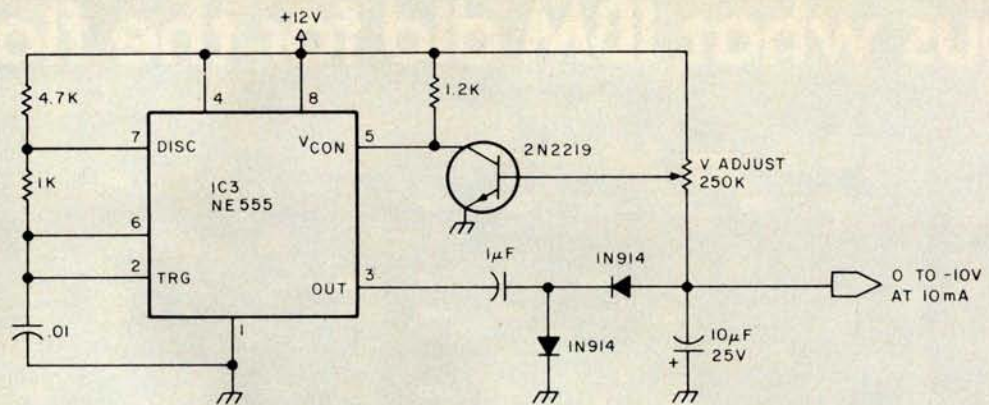 +12V
4.7K
4
8
1.2K
7
DISC
VCON
5
2N2219
V ADJUST
250K
1K
IC3
NE555
6
2
TRG
OUT
3
1µF
1N914
0 TO -10V
AT 10mA
.01
1
1N914
10µF
25V
+